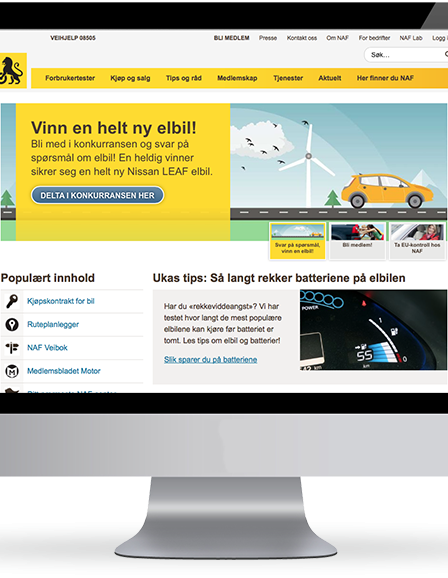 VEIHJELP 08505 BLI MEDLEM Presse Kontakt oss Om NAF For bedrifter NAF Lab Logg i
Søk...
Forbrukertester Kjøp og salg Tips og råd Medlemskap Tjenester Aktuelt Her finner du NAF
Vinn en helt ny elbil!
Bli med i konkurransen og svar på
spørsmål om elbil! En heldig vinner
sikrer seg en helt ny Nissan LEAF elbil.
DELTA I KONKURRANSEN HER
Svar på spørsmål,
vinn en elbil!
Bli medlem!
Ta EU-kontroll hos
NAF
Populært innhold
Kjøpskontrakt for bil
Ruteplanlegger
NAF Veibok
Medlemsbladet Motor
Ukas tips: Så langt rekker batteriene på elbilen
Har du «rekkeviddeangst»? Vi har
testet hvor langt de mest populære
elbilene kan kjøre før batteriet er
tomt. Les tips om elbil og batterier!
Slik sparer du på batteriene
POWER
1
55
km
0
42 km